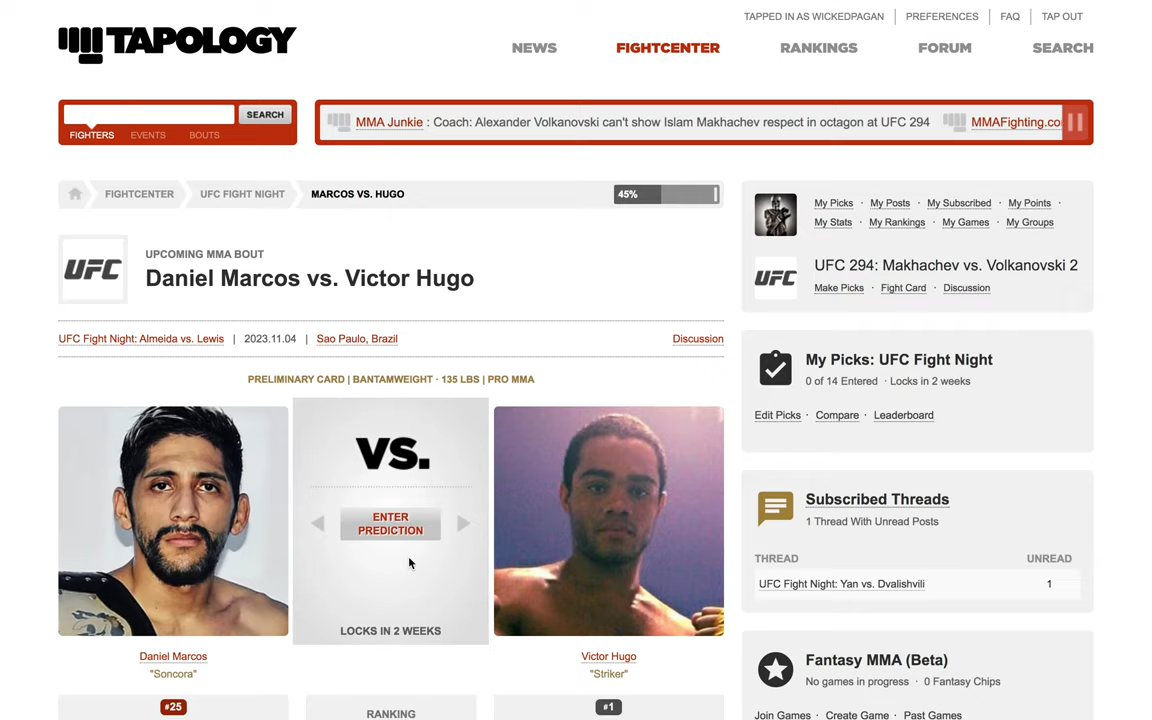 TAPPED IN AS WICKEDPAGAN | PREFERENCES | FAQ | TAP OUT
TAPOLOGY
NEWS FIGHTCENTER RANKINGS FORUM SEARCH
SEARCH
FIGHTERS EVENTS BOUTS
MMA Junkie : Coach: Alexander Volkanovski can't show Islam Makhachev respect in octagon at UFC 294 MMAFighting.co
FIGHTCENTER UFC FIGHT NIGHT MARCOS VS. HUGO 45%
UFC
UPCOMING MMA BOUT
Daniel Marcos vs. Victor Hugo
UFC Fight Night: Almeida vs. Lewis | 2023.11.04 | Sao Paulo, Brazil Discussion
PRELIMINARY CARD | BANTAMWEIGHT · 135 LBS | PRO MMA
VS.
ENTER
PREDICTION
LOCKS IN 2 WEEKS
Daniel Marcos
"Soncora"
#25
RANKING
Victor Hugo
"Striker"
#1
My Picks · My Posts · My Subscribed · My Points ·
My Stats · My Rankings · My Games · My Groups
UFC
UFC 294: Makhachev vs. Volkanovski 2
Make Picks · Fight Card · Discussion
My Picks: UFC Fight Night
0 of 14 Entered · Locks in 2 weeks
Edit Picks · Compare · Leaderboard
Subscribed Threads
1 Thread With Unread Posts
THREAD UNREAD
UFC Fight Night: Yan vs. Dvalishvili 1
Fantasy MMA (Beta)
No games in progress · 0 Fantasy Chips
Join Games · Create Game · Past Games